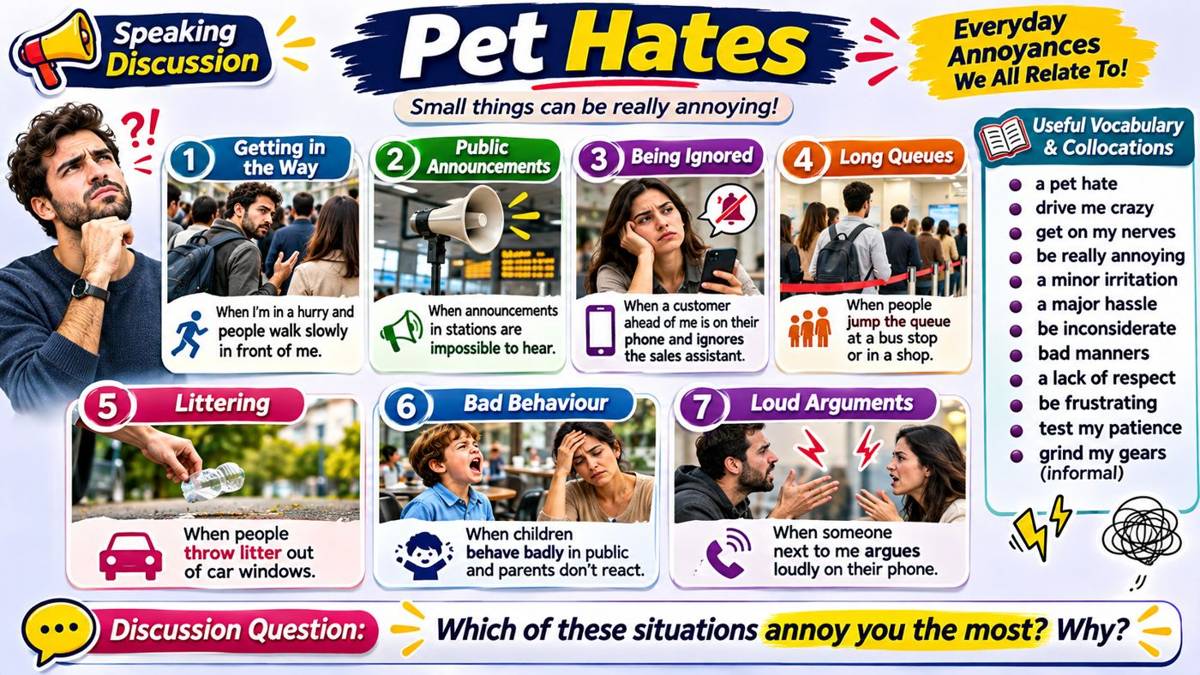 Speaking
Discussion
Pet Hates
Small things can be really annoying!
Everyday
Annoyances
We All Relate To!
?!
1
Getting in
the Way
When I'm in a hurry and
people walk slowly
in front of me.
2
Public
Announcements
When announcements
in stations are
impossible to hear.
3
Being Ignored
When a customer
ahead of me is on their
phone and ignores
the sales assistant.
4
Long Queues
When people
jump the queue
at a bus stop
or in a shop.
5
Littering
When people
throw litter out
of car windows.
6
Bad Behaviour
When children
behave badly in public
and parents don't react.
7
Loud Arguments
When someone
next to me argues
loudly on their phone.
Useful Vocabulary
& Collocations
a pet hate
drive me crazy
get on my nerves
be really annoying
a minor irritation
a major hassle
be inconsiderate
bad manners
a lack of respect
be frustrating
test my patience
grind my gears
(informal)
Discussion Question:
Which of these situations annoy you the most? Why?